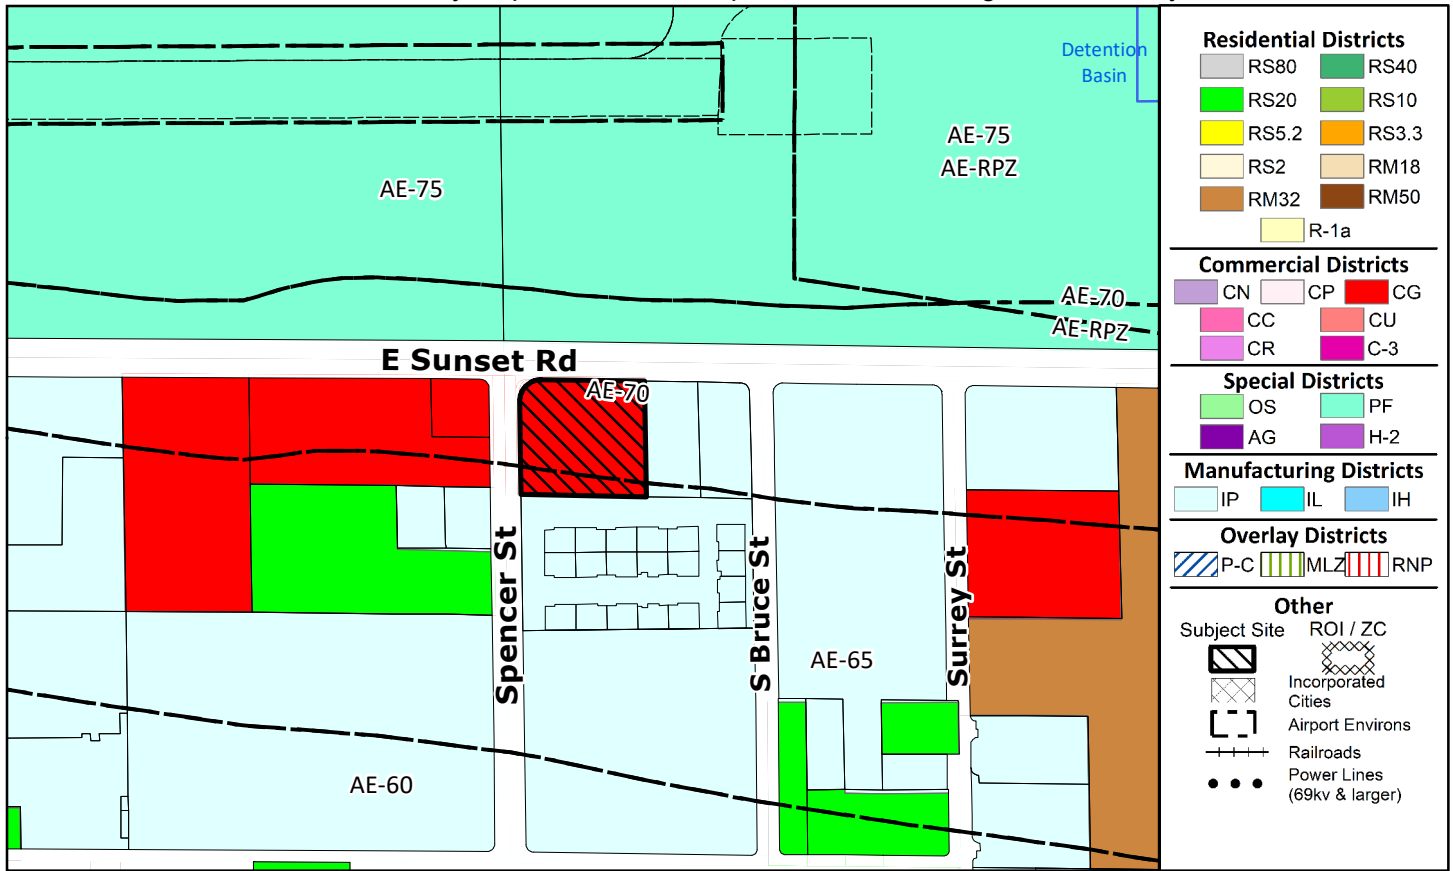 Detention
Basin
AE-75
AE-RPZ
AE-75
AE-70
AE-RPZ
E Sunset Rd
AE-70
Spencer St
S Bruce St
Surrey St
AE-65
AE-60
Residential Districts
RS80 RS40
RS20 RS10
RS5.2 RS3.3
RS2 RM18
RM32 RM50
R-1a
Commercial Districts
CN CP CG
CC CU
CR C-3
Special Districts
OS PF
AG H-2
Manufacturing Districts
IP IL IH
Overlay Districts
P-C MLZ RNP
Other
Subject Site ROI / ZC
Incorporated
Cities
Airport Environs
Railroads
Power Lines
(69kv & larger)